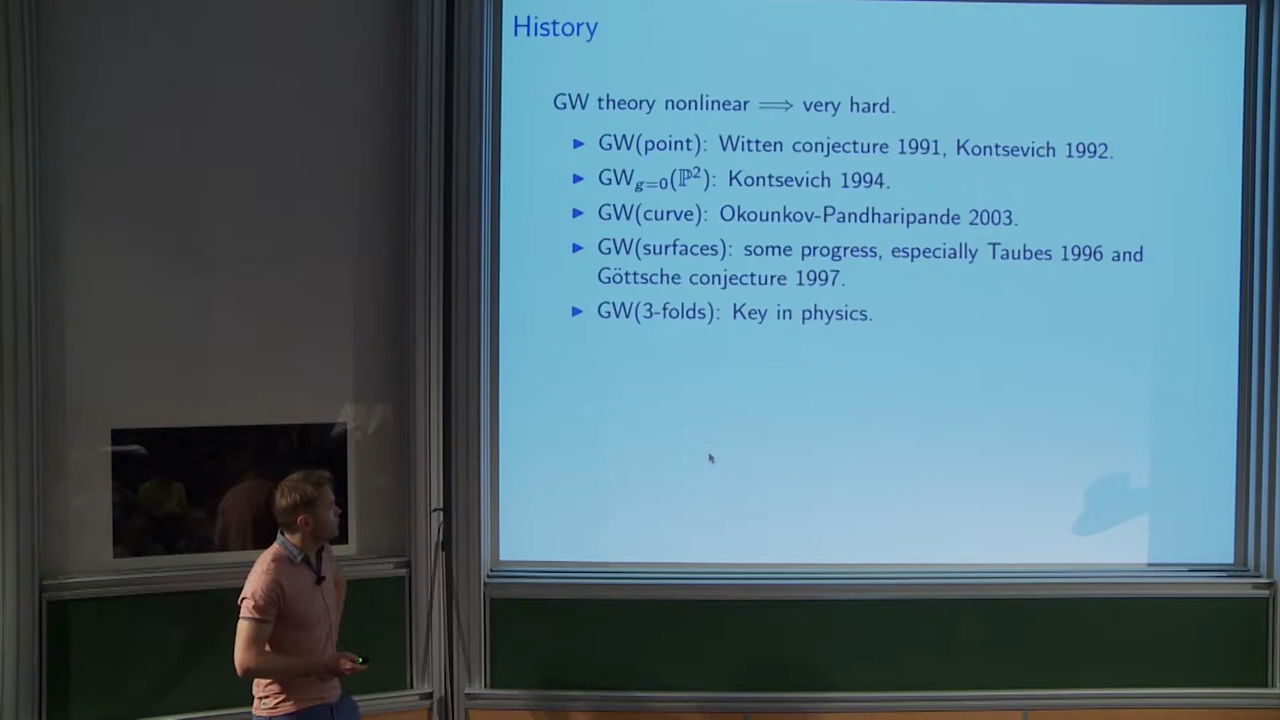 History
GW theory nonlinear ⟹ very hard.
▶ GW(point): Witten conjecture 1991, Kontsevich 1992.
▶ GW_{g=0}(ℙ²): Kontsevich 1994.
▶ GW(curve): Okounkov-Pandharipande 2003.
▶ GW(surfaces): some progress, especially Taubes 1996 and
Göttsche conjecture 1997.
▶ GW(3-folds): Key in physics.